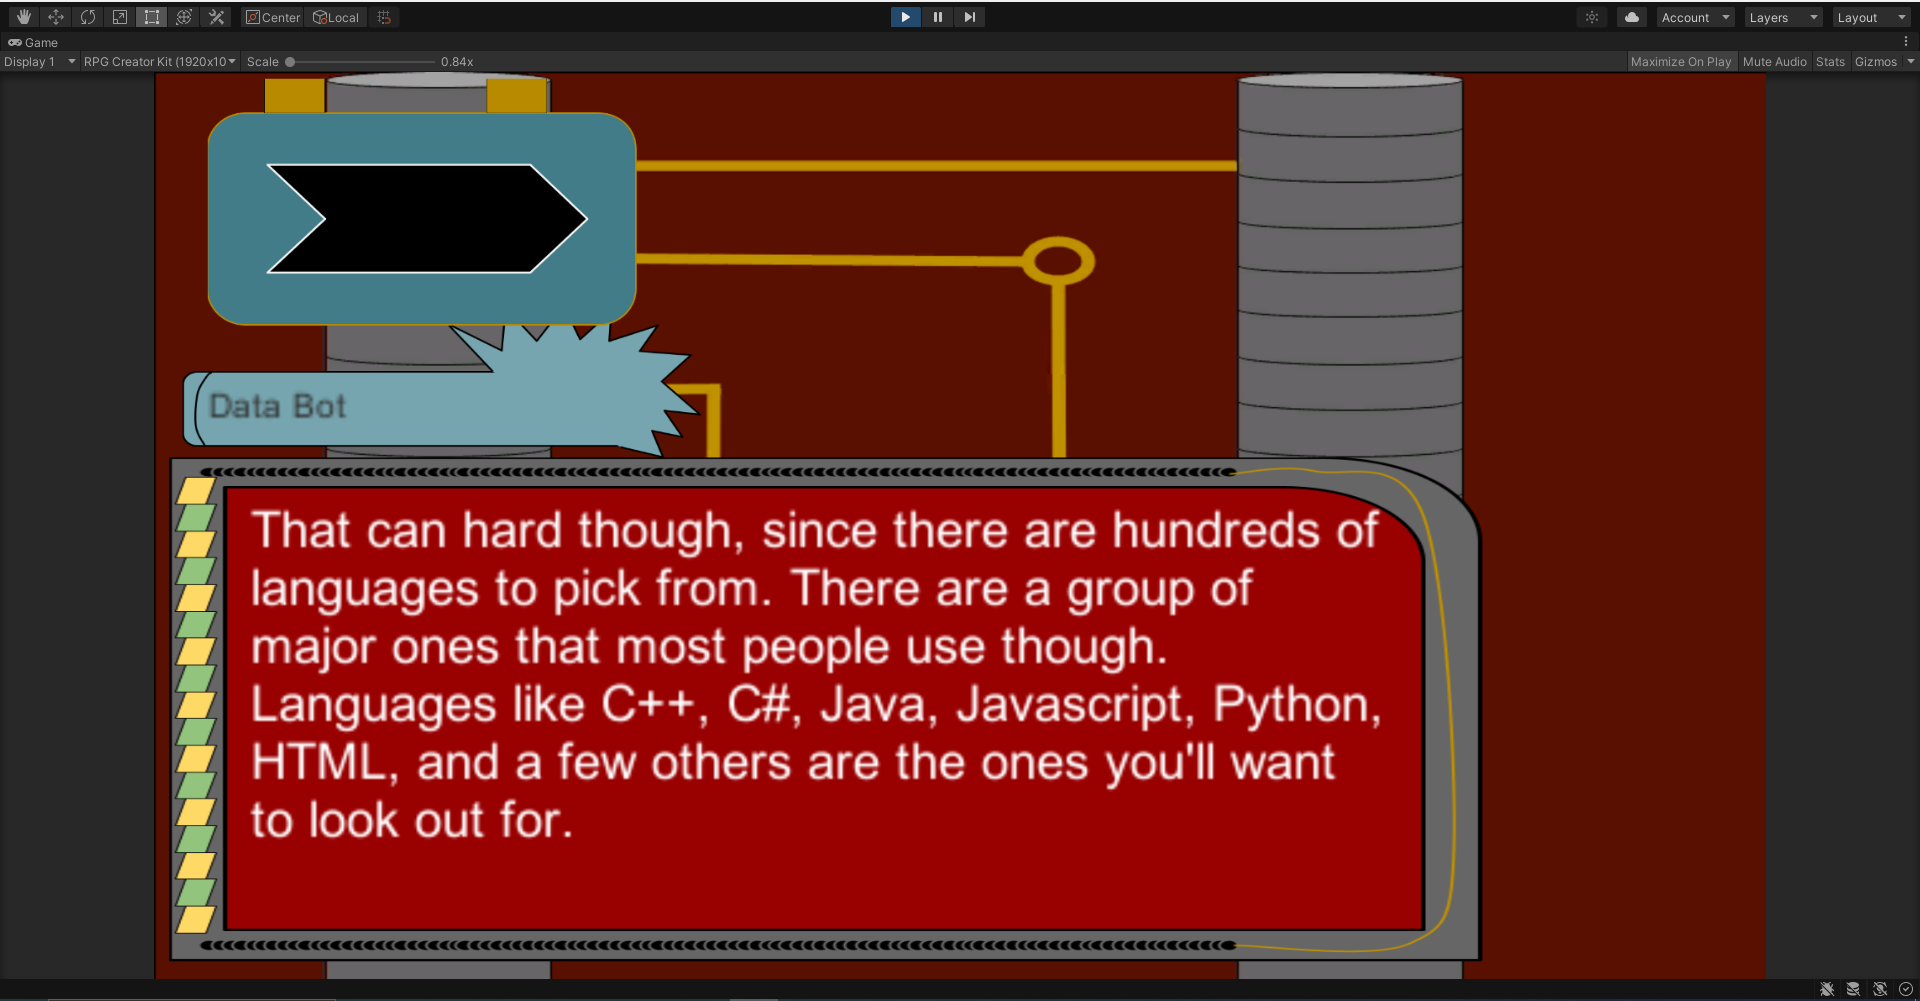 Center Local
Account Layers Layout
Game
Display 1 RPG Creator Kit (1920x10 Scale 0.84x Maximize On Play Mute Audio Stats Gizmos
Data Bot
That can hard though, since there are hundreds of
languages to pick from. There are a group of
major ones that most people use though.
Languages like C++, C#, Java, Javascript, Python,
HTML, and a few others are the ones you'll want
to look out for.